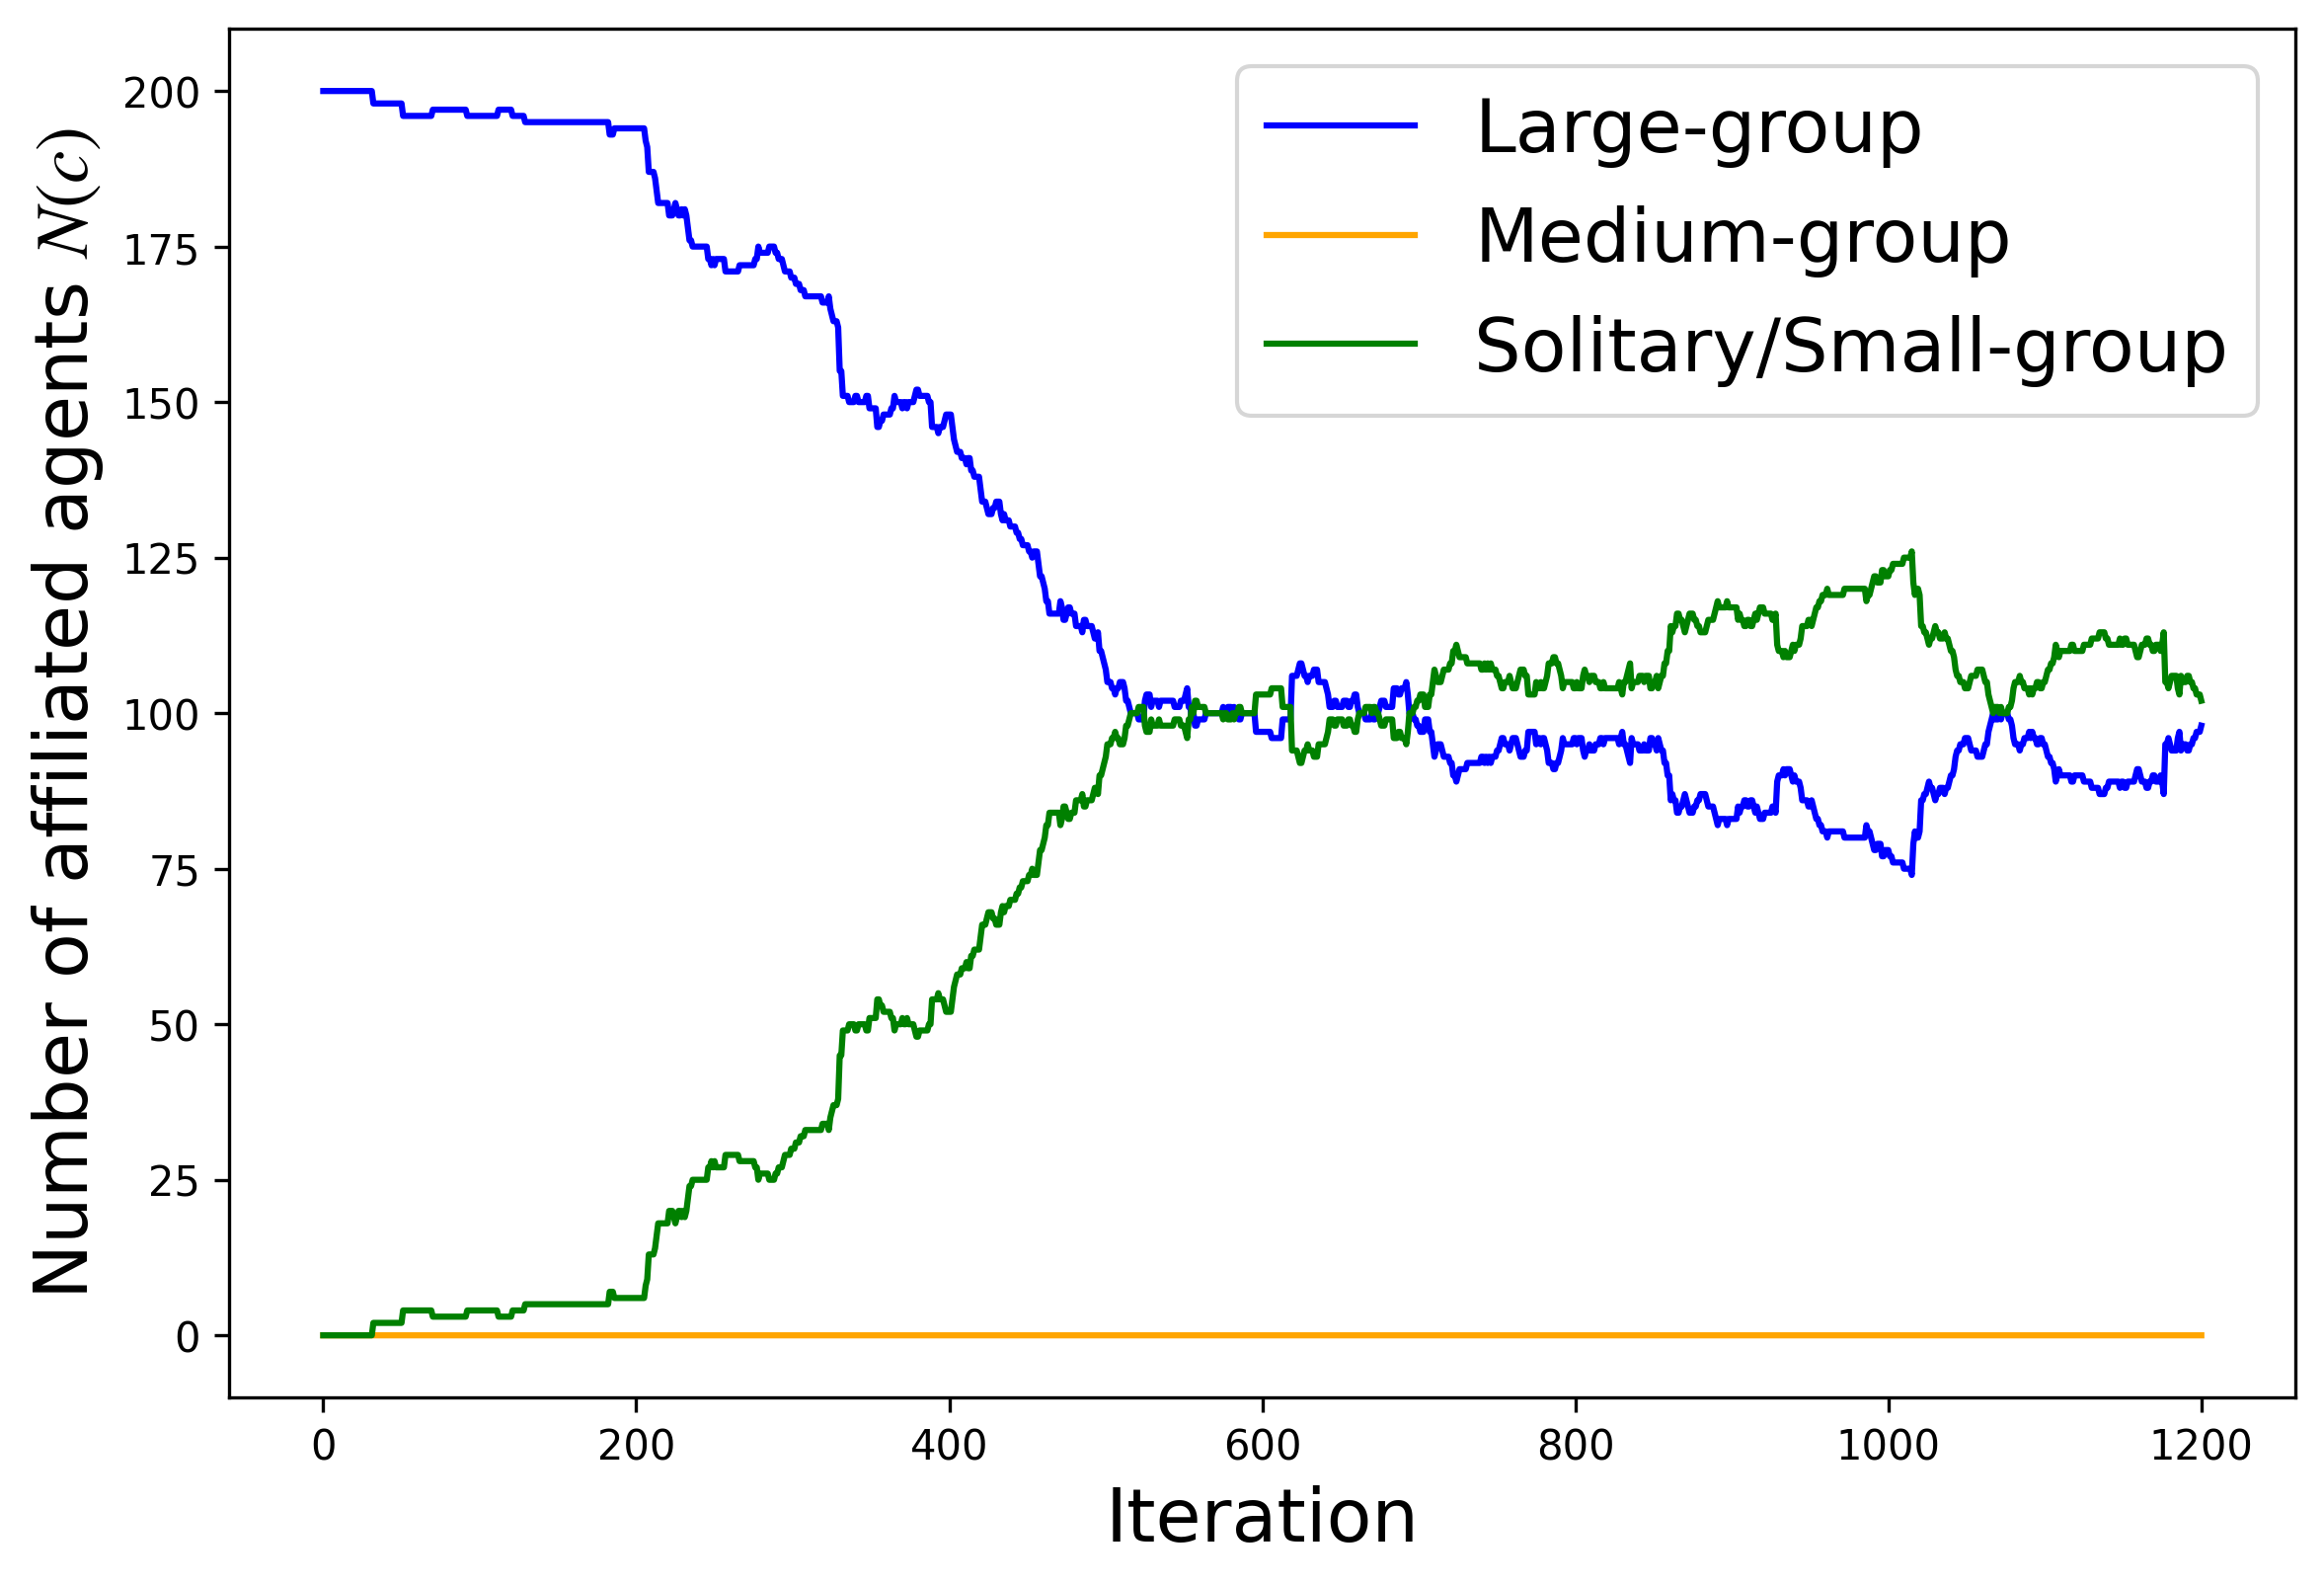 Number of affiliated agents N(c)
200
175
150
125
100
75
50
25
0
Large-group
Medium-group
Solitary/Small-group
0 200 400 600 800 1000 1200
Iteration